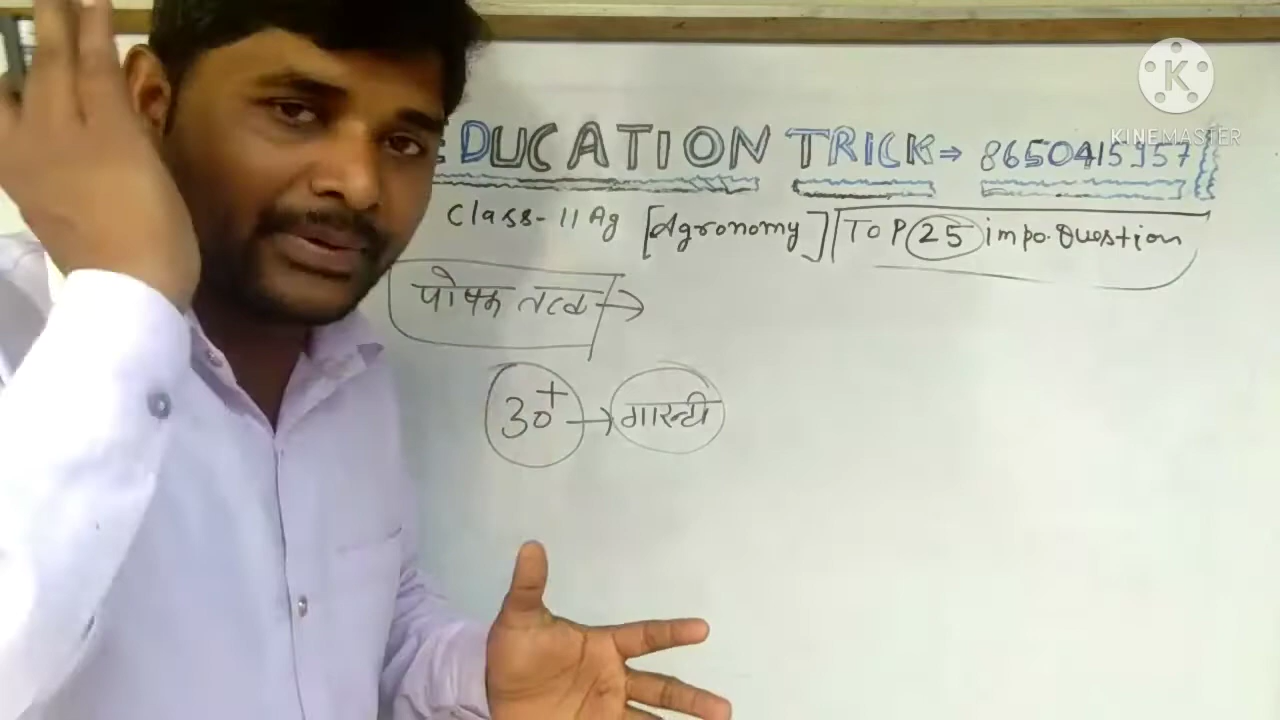 K
KINEMASTER
EDUCATION TRICK ⇒ 8650415957
Class-11 Ag [Agronomy] TOP 25 impo. Question
पोषक तत्व →
30+ → गारन्टी